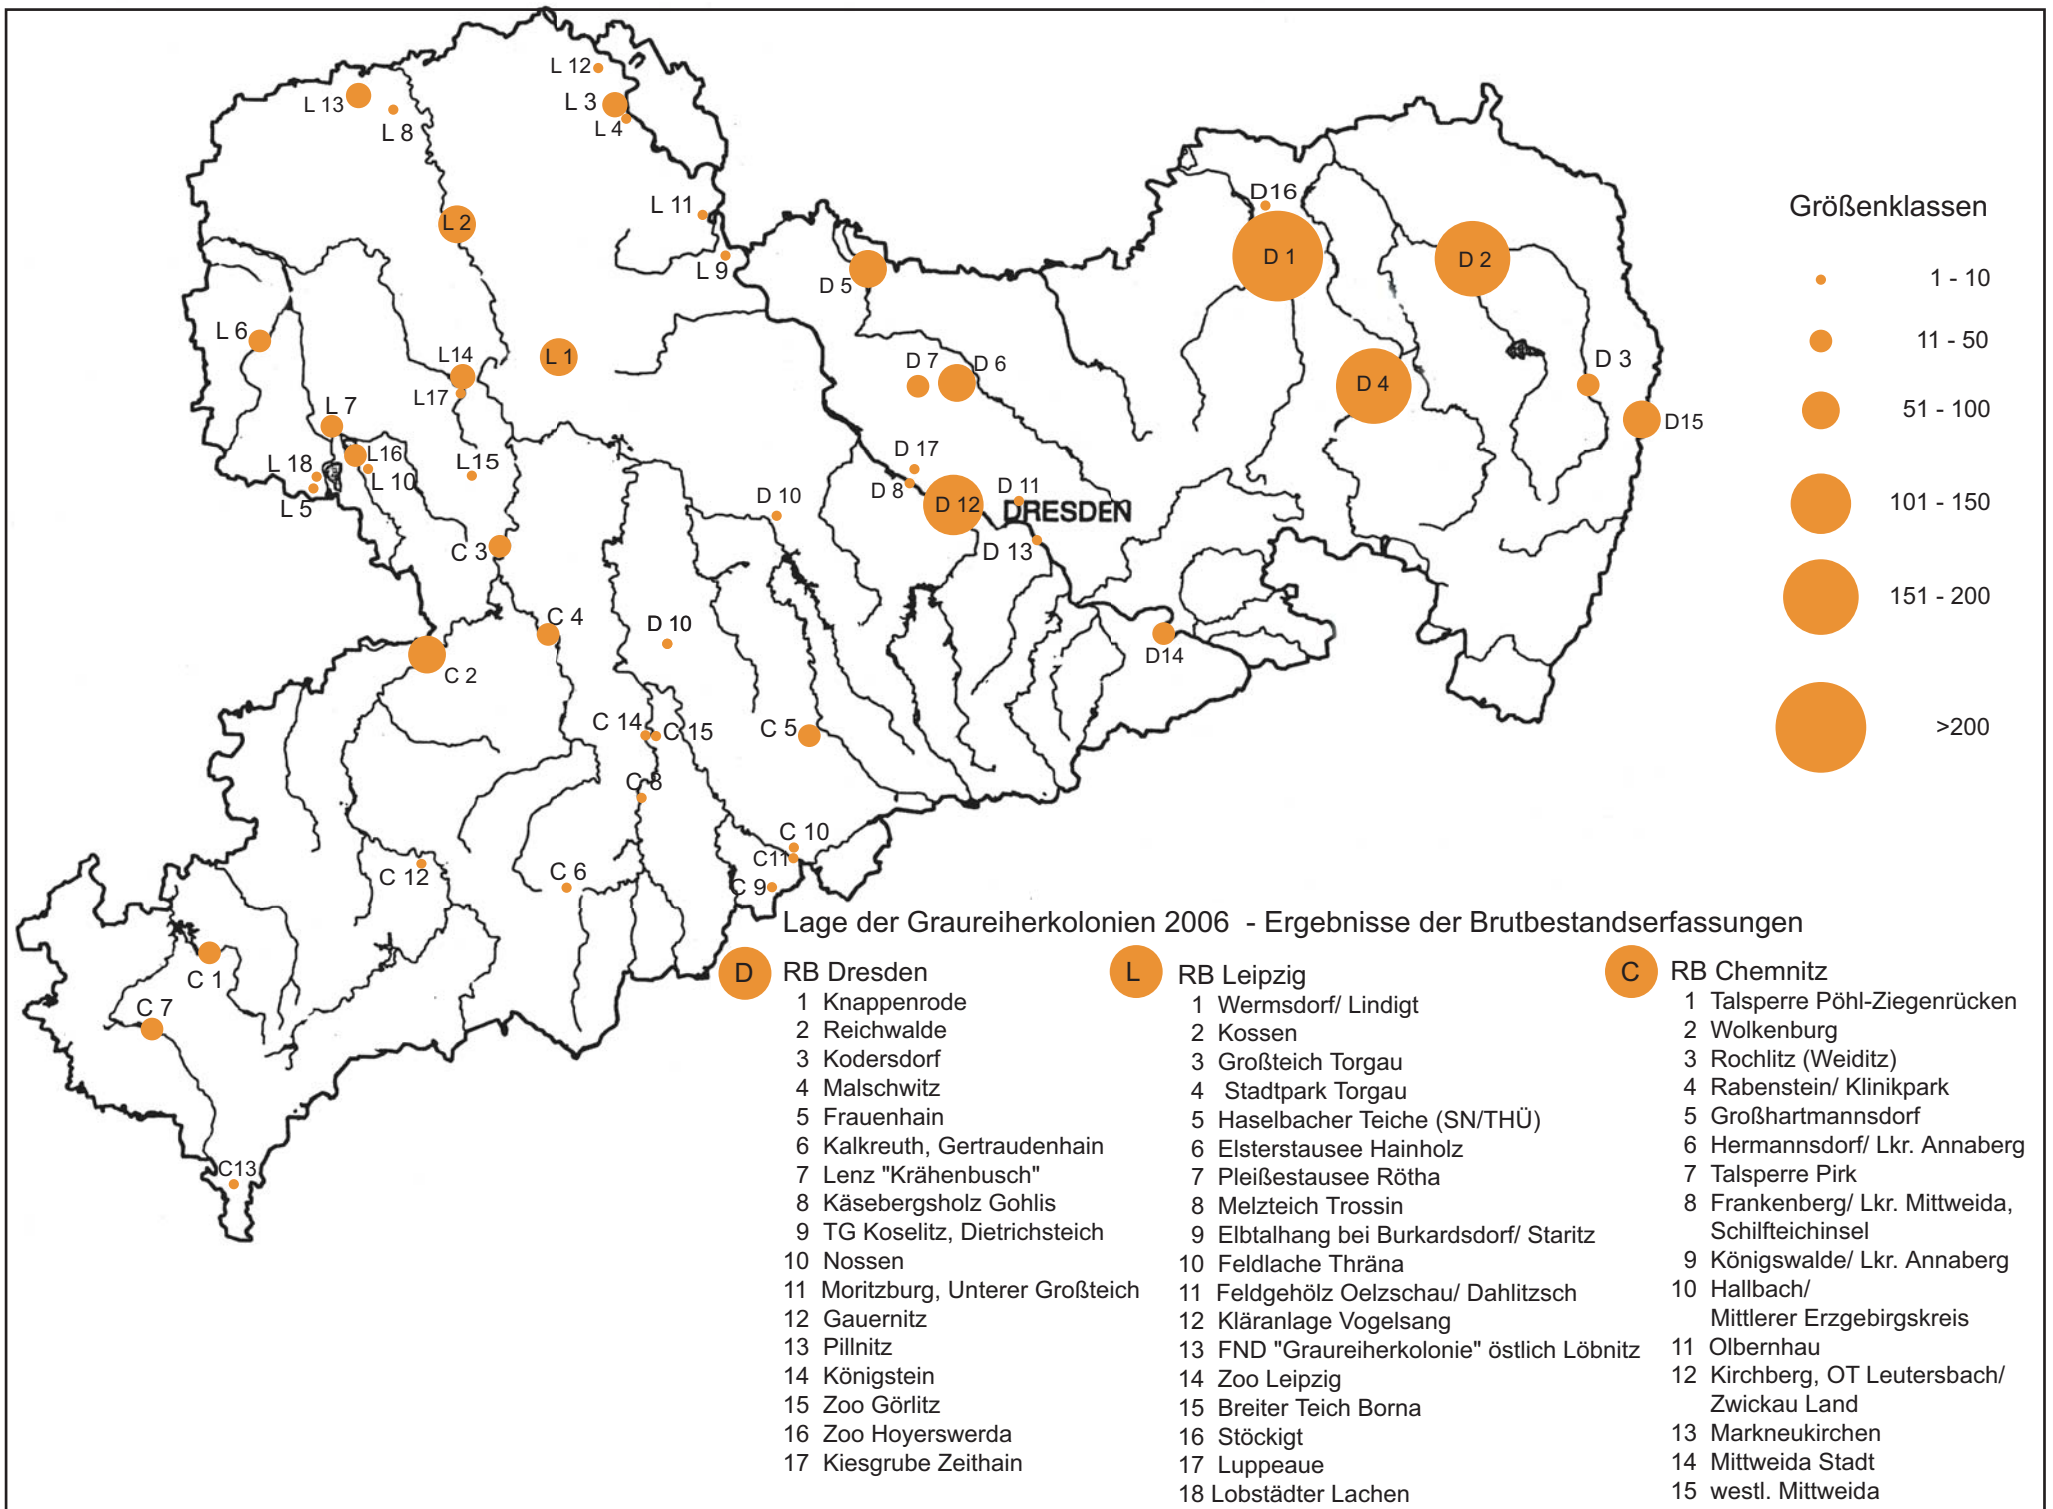 L 12
L 13
L 3
L 8
L 4
L 11
D16
L 2
L 9
D 5
D 1
D 2
Größenklassen
1 - 10
11 - 50
51 - 100
101 - 150
151 - 200
>200
L 6
L14
L 1
L17
D 7
D 6
D 4
D 3
D15
L 7
L16
L 18
L 10
L15
L 5
D 17
D 8
D 10
D 12
D 11
DRESDEN
D 13
C 3
C 4
D 10
D14
C 2
C 14
C 15
C 5
C 8
C 10
C11
C 12
C 6
C 9
C 1
C 7
C13
Lage der Graureiherkolonien 2006 - Ergebnisse der Brutbestandserfassungen
D RB Dresden
1 Knappenrode
2 Reichwalde
3 Kodersdorf
4 Malschwitz
5 Frauenhain
6 Kalkreuth, Gertraudenhain
7 Lenz "Krähenbusch"
8 Käsebergsholz Gohlis
9 TG Koselitz, Dietrichsteich
10 Nossen
11 Moritzburg, Unterer Großteich
12 Gauernitz
13 Pillnitz
14 Königstein
15 Zoo Görlitz
16 Zoo Hoyerswerda
17 Kiesgrube Zeithain
L RB Leipzig
1 Wermsdorf/ Lindigt
2 Kossen
3 Großteich Torgau
4 Stadtpark Torgau
5 Haselbacher Teiche (SN/THÜ)
6 Elsterstausee Hainholz
7 Pleißestausee Rötha
8 Melzteich Trossin
9 Elbtalhang bei Burkardsdorf/ Staritz
10 Feldlache Thräna
11 Feldgehölz Oelzschau/ Dahlitzsch
12 Kläranlage Vogelsang
13 FND "Graureiherkolonie" östlich Löbnitz
14 Zoo Leipzig
15 Breiter Teich Borna
16 Stöckigt
17 Luppeaue
18 Lobstädter Lachen
C RB Chemnitz
1 Talsperre Pöhl-Ziegenrücken
2 Wolkenburg
3 Rochlitz (Weiditz)
4 Rabenstein/ Klinikpark
5 Großhartmannsdorf
6 Hermannsdorf/ Lkr. Annaberg
7 Talsperre Pirk
8 Frankenberg/ Lkr. Mittweida,
Schilfteichinsel
9 Königswalde/ Lkr. Annaberg
10 Hallbach/
Mittlerer Erzgebirgskreis
11 Olbernhau
12 Kirchberg, OT Leutersbach/
Zwickau Land
13 Markneukirchen
14 Mittweida Stadt
15 westl. Mittweida